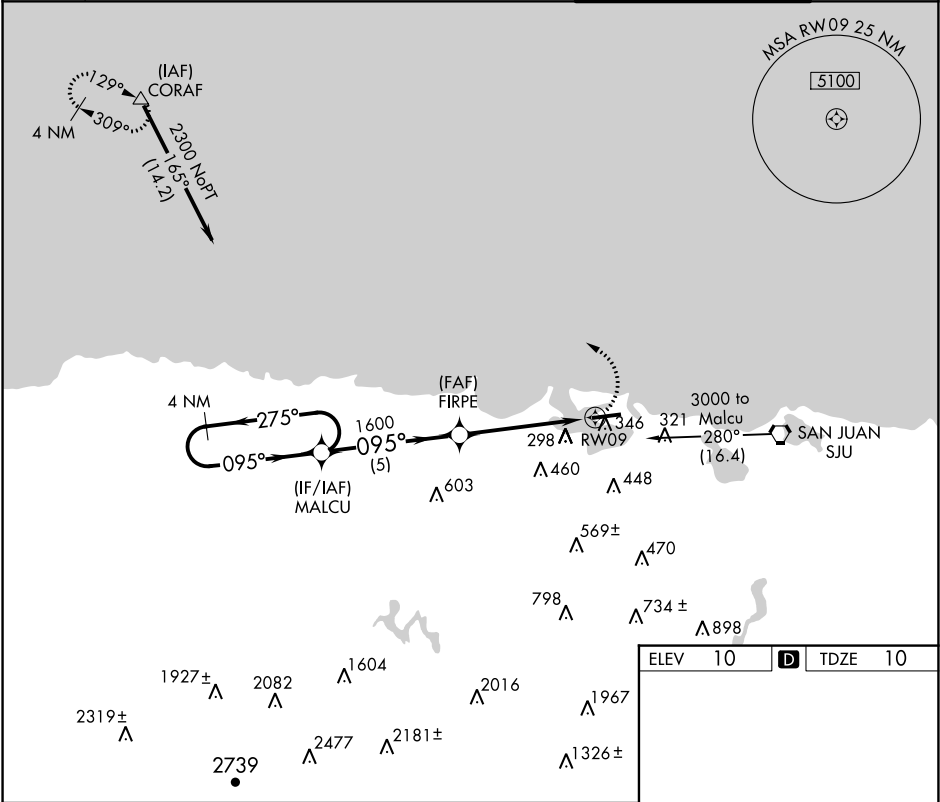 MSA RW09 25 NM
5100
(IAF)
CORAF
129°
309°
4 NM
2300 NoPT
165°
(14.2)
(FAF)
FIRPE
4 NM
275°
095°
(IF/IAF)
MALCU
1600
095°
(5)
298
RW09
346
321
3000 to
Malcu
280°
(16.4)
SAN JUAN
SJU
603
460
448
569±
470
798
734 ±
898
1927±
2082
1604
2016
1967
2319±
2477
2181±
1326±
2739
ELEV 10 D TDZE 10